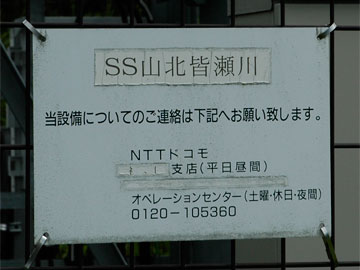 SS山北皆瀬川
当設備についてのご連絡は下記へお願い致します。
NTTドコモ
支店(平日昼間)
オペレーションセンター(土曜・休日・夜間)
0120-105360